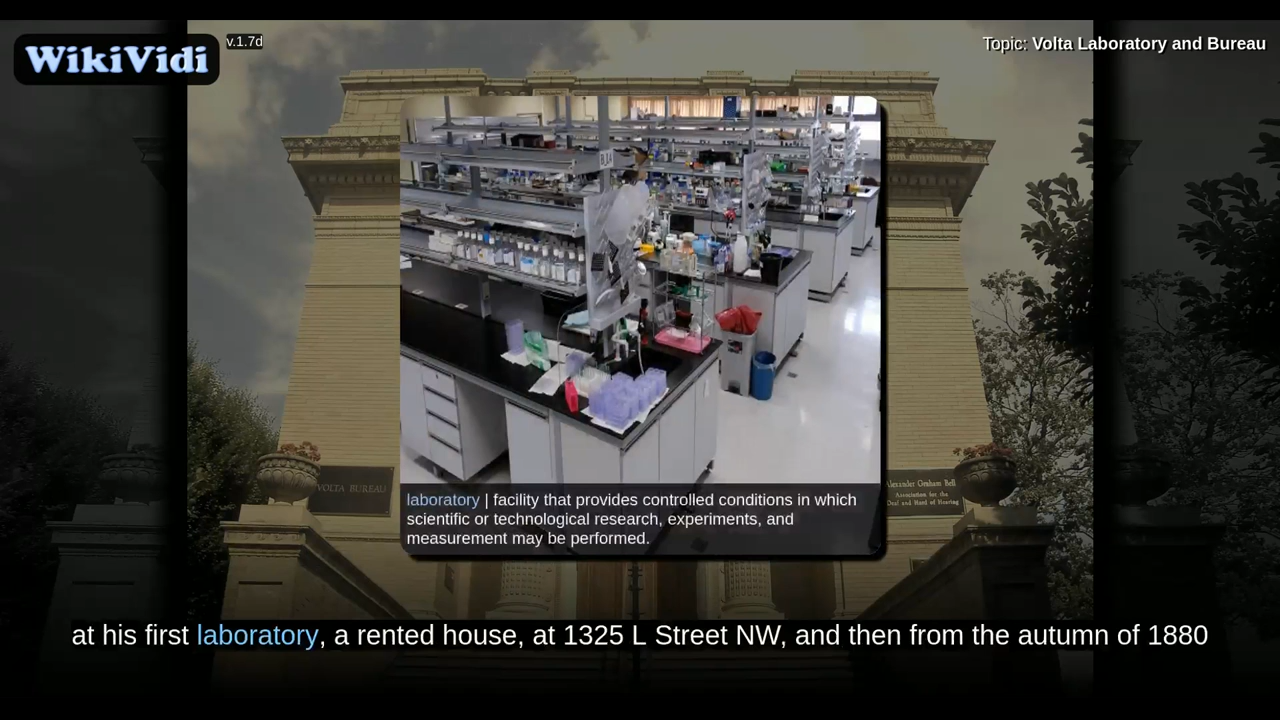 WikiVidi
v.1.7d
Topic: Volta Laboratory and Bureau
BJA
VOLTA BUREAU
Alexander Graham Bell
Association for the
Deaf and Hard of Hearing
laboratory | facility that provides controlled conditions in which
scientific or technological research, experiments, and
measurement may be performed.
at his first laboratory, a rented house, at 1325 L Street NW, and then from the autumn of 1880